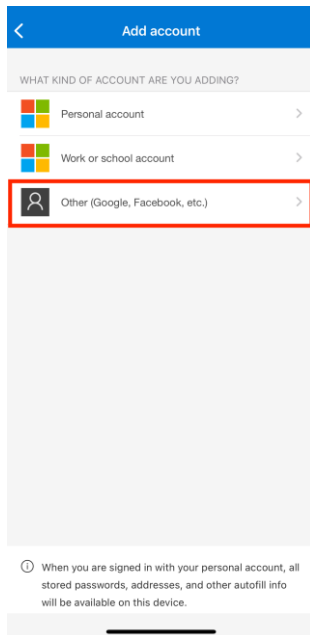 Add account
WHAT KIND OF ACCOUNT ARE YOU ADDING?
Personal account
Work or school account
Other (Google, Facebook, etc.)
When you are signed in with your personal account, all
stored passwords, addresses, and other autofill info
will be available on this device.